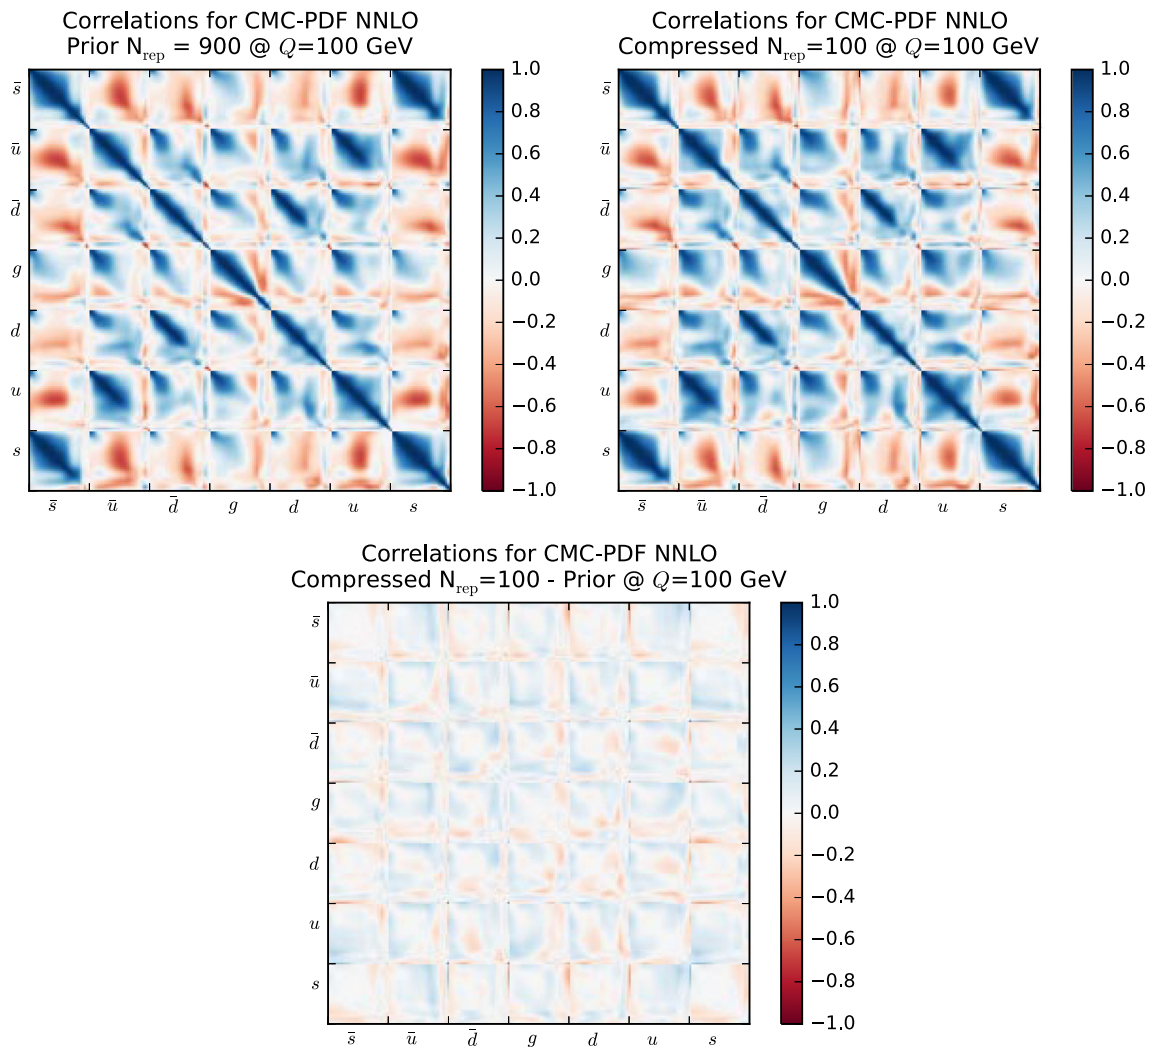 Correlations for CMC-PDF NNLO
Prior N_rep = 900 @ Q=100 GeV
s̄
ū
d̄
g
d
u
s
s̄ ū d̄ g d u s
1.0
0.8
0.6
0.4
0.2
0.0
−0.2
−0.4
−0.6
−0.8
−1.0
Correlations for CMC-PDF NNLO
Compressed N_rep=100 @ Q=100 GeV
s̄
ū
d̄
g
d
u
s
s̄ ū d̄ g d u s
1.0
0.8
0.6
0.4
0.2
0.0
−0.2
−0.4
−0.6
−0.8
−1.0
Correlations for CMC-PDF NNLO
Compressed N_rep=100 - Prior @ Q=100 GeV
s̄
ū
d̄
g
d
u
s
s̄ ū d̄ g d u s
1.0
0.8
0.6
0.4
0.2
0.0
−0.2
−0.4
−0.6
−0.8
−1.0